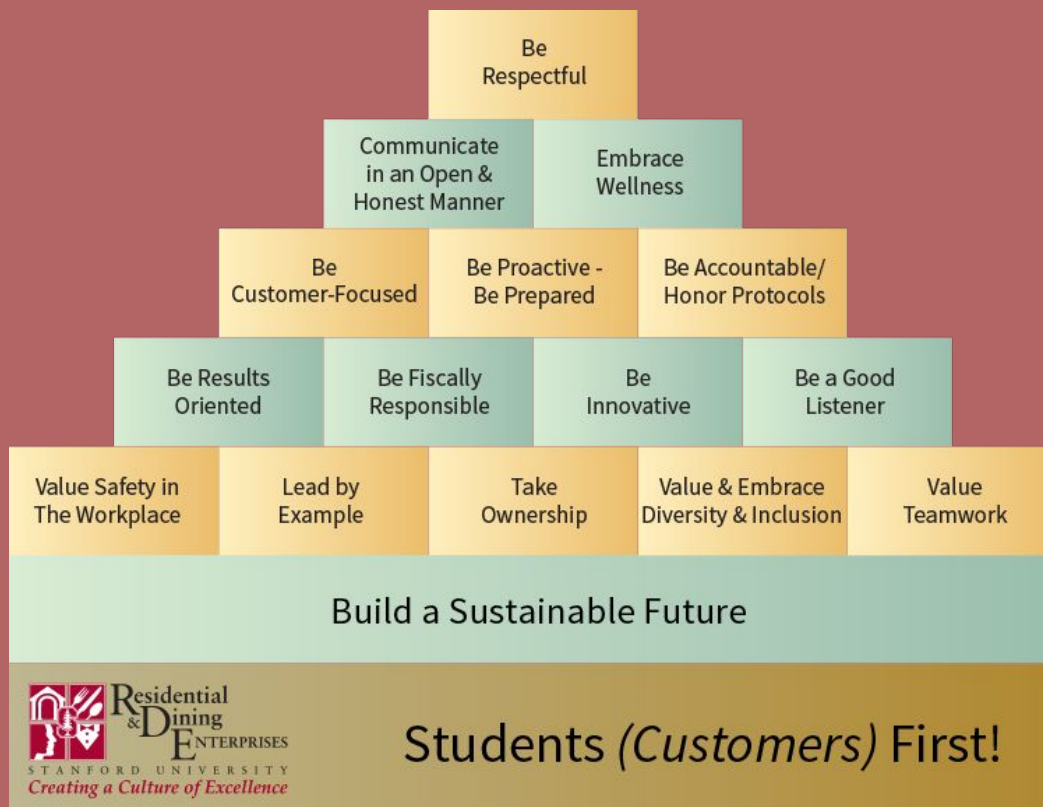 Be
Respectful
Communicate
in an Open &
Honest Manner
Embrace
Wellness
Be
Customer-Focused
Be Proactive -
Be Prepared
Be Accountable/
Honor Protocols
Be Results
Oriented
Be Fiscally
Responsible
Be
Innovative
Be a Good
Listener
Value Safety in
The Workplace
Lead by
Example
Take
Ownership
Value & Embrace
Diversity & Inclusion
Value
Teamwork
Build a Sustainable Future
Residential
& Dining
ENTERPRISES
STANFORD UNIVERSITY
Creating a Culture of Excellence
Students (Customers) First!